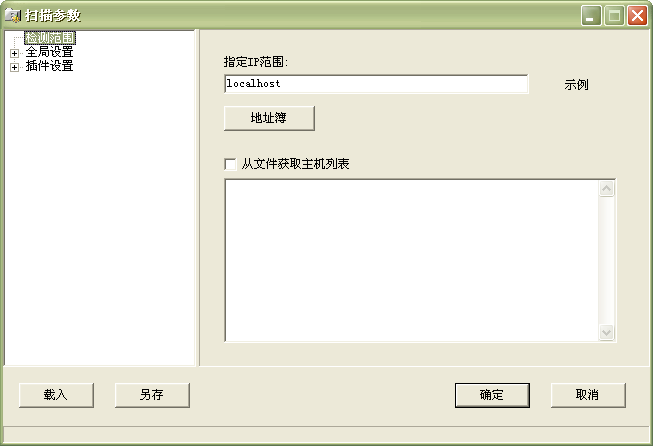 扫描参数
检测范围
全局设置
插件设置
指定IP范围:
localhost
示例
地址簿
从文件获取主机列表
载入
另存
确定
取消